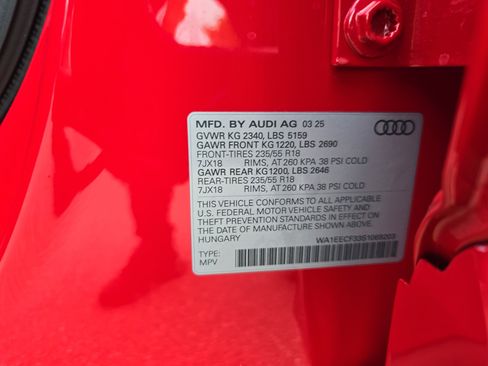 MFD. BY AUDI AG 03 25
GVWR KG 2340, LBS 5159
GAWR FRONT KG 1220, LBS 2690
FRONT-TIRES 235/55 R18
7JX18 RIMS, AT 260 KPA 38 PSI COLD
GAWR REAR KG1200, LBS 2646
REAR-TIRES 235/55 R18
7JX18 RIMS, AT 260 KPA 38 PSI COLD
THIS VEHICLE CONFORMS TO ALL APPLICABLE
U.S. FEDERAL MOTOR VEHICLE SAFETY AND
THEFT PREVENTION STANDARDS IN EFFECT ON
THE DATE OF MANUFACTURE SHOWN ABOVE.
HUNGARY
WA1EECF33S1069203
TYPE:
MPV